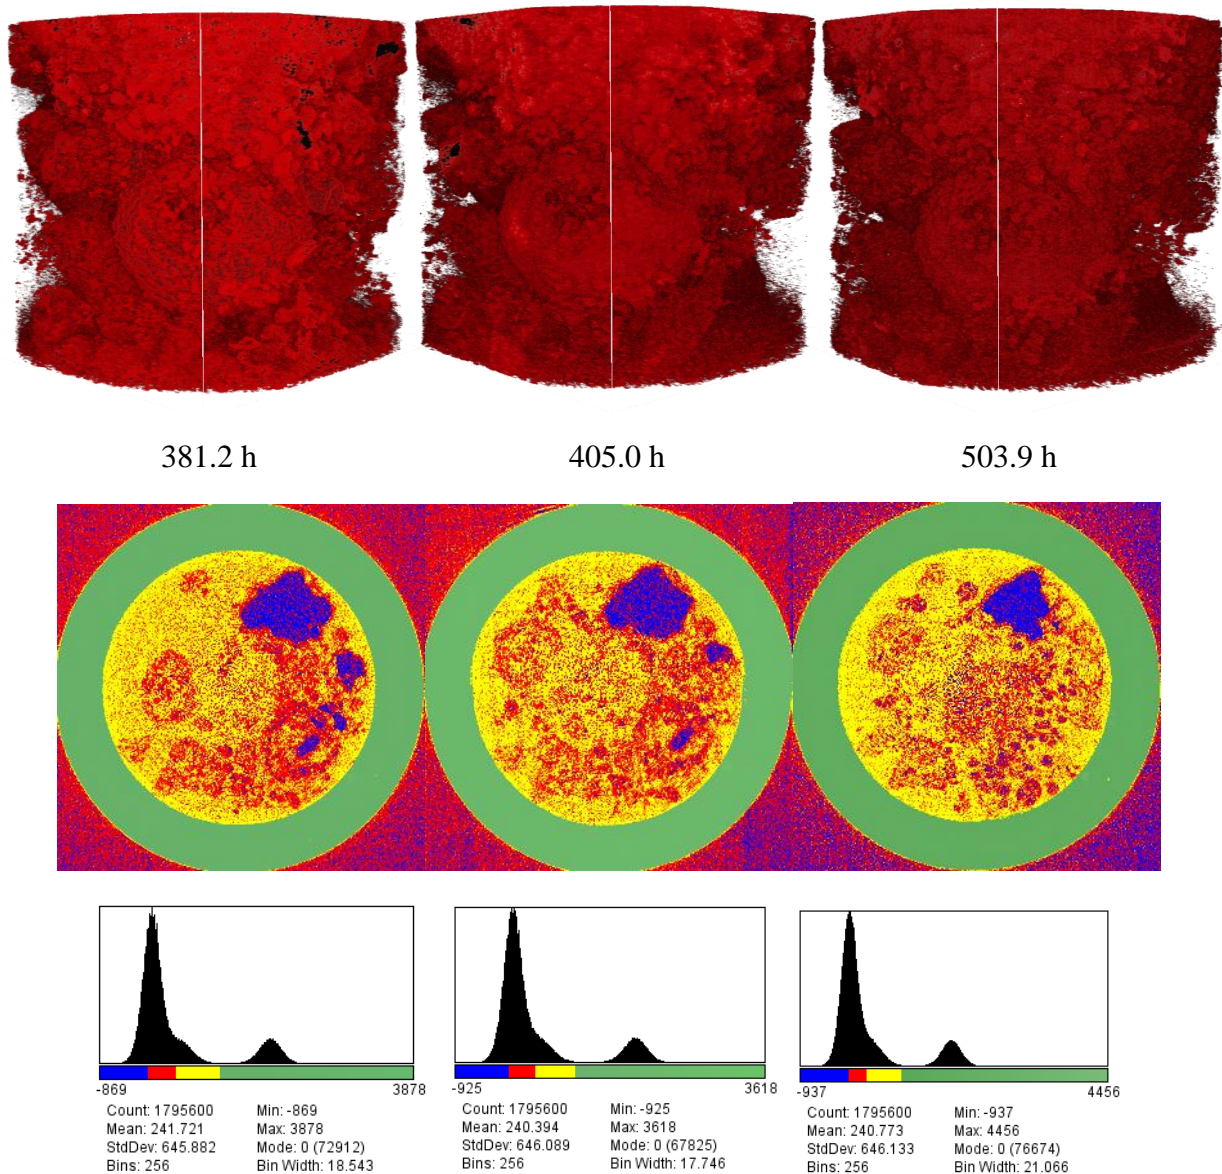 381.2 h 405.0 h 503.9 h
-869 3878 -925 3618 -937 4456
Count: 1795600 Min: -869
Mean: 241.721 Max: 3878
StdDev: 645.882 Mode: 0 (72912)
Bins: 256 Bin Width: 18.543
Count: 1795600 Min: -925
Mean: 240.394 Max: 3618
StdDev: 646.089 Mode: 0 (67825)
Bins: 256 Bin Width: 17.746
Count: 1795600 Min: -937
Mean: 240.773 Max: 4456
StdDev: 646.133 Mode: 0 (76674)
Bins: 256 Bin Width: 21.066